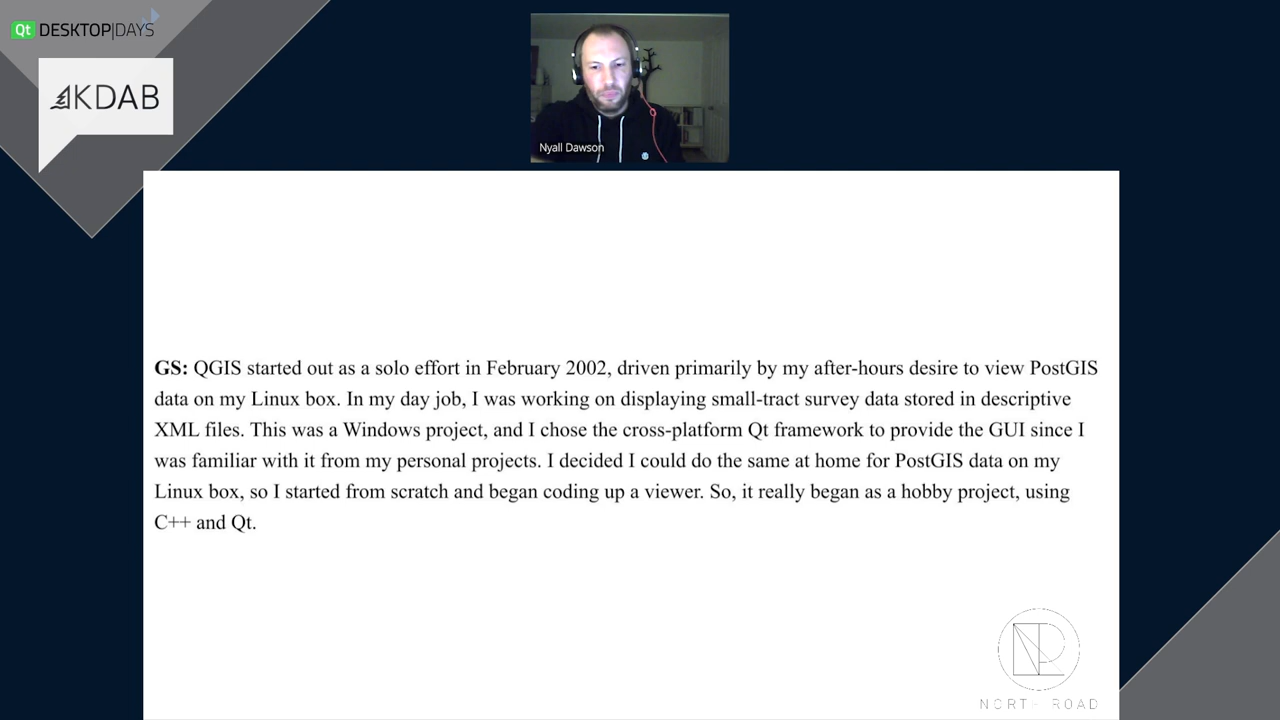 Qt DESKTOP|DAYS
KDAB
Nyall Dawson
GS: QGIS started out as a solo effort in February 2002, driven primarily by my after-hours desire to view PostGIS
data on my Linux box. In my day job, I was working on displaying small-tract survey data stored in descriptive
XML files. This was a Windows project, and I chose the cross-platform Qt framework to provide the GUI since I
was familiar with it from my personal projects. I decided I could do the same at home for PostGIS data on my
Linux box, so I started from scratch and began coding up a viewer. So, it really began as a hobby project, using
C++ and Qt.
NORTH ROAD